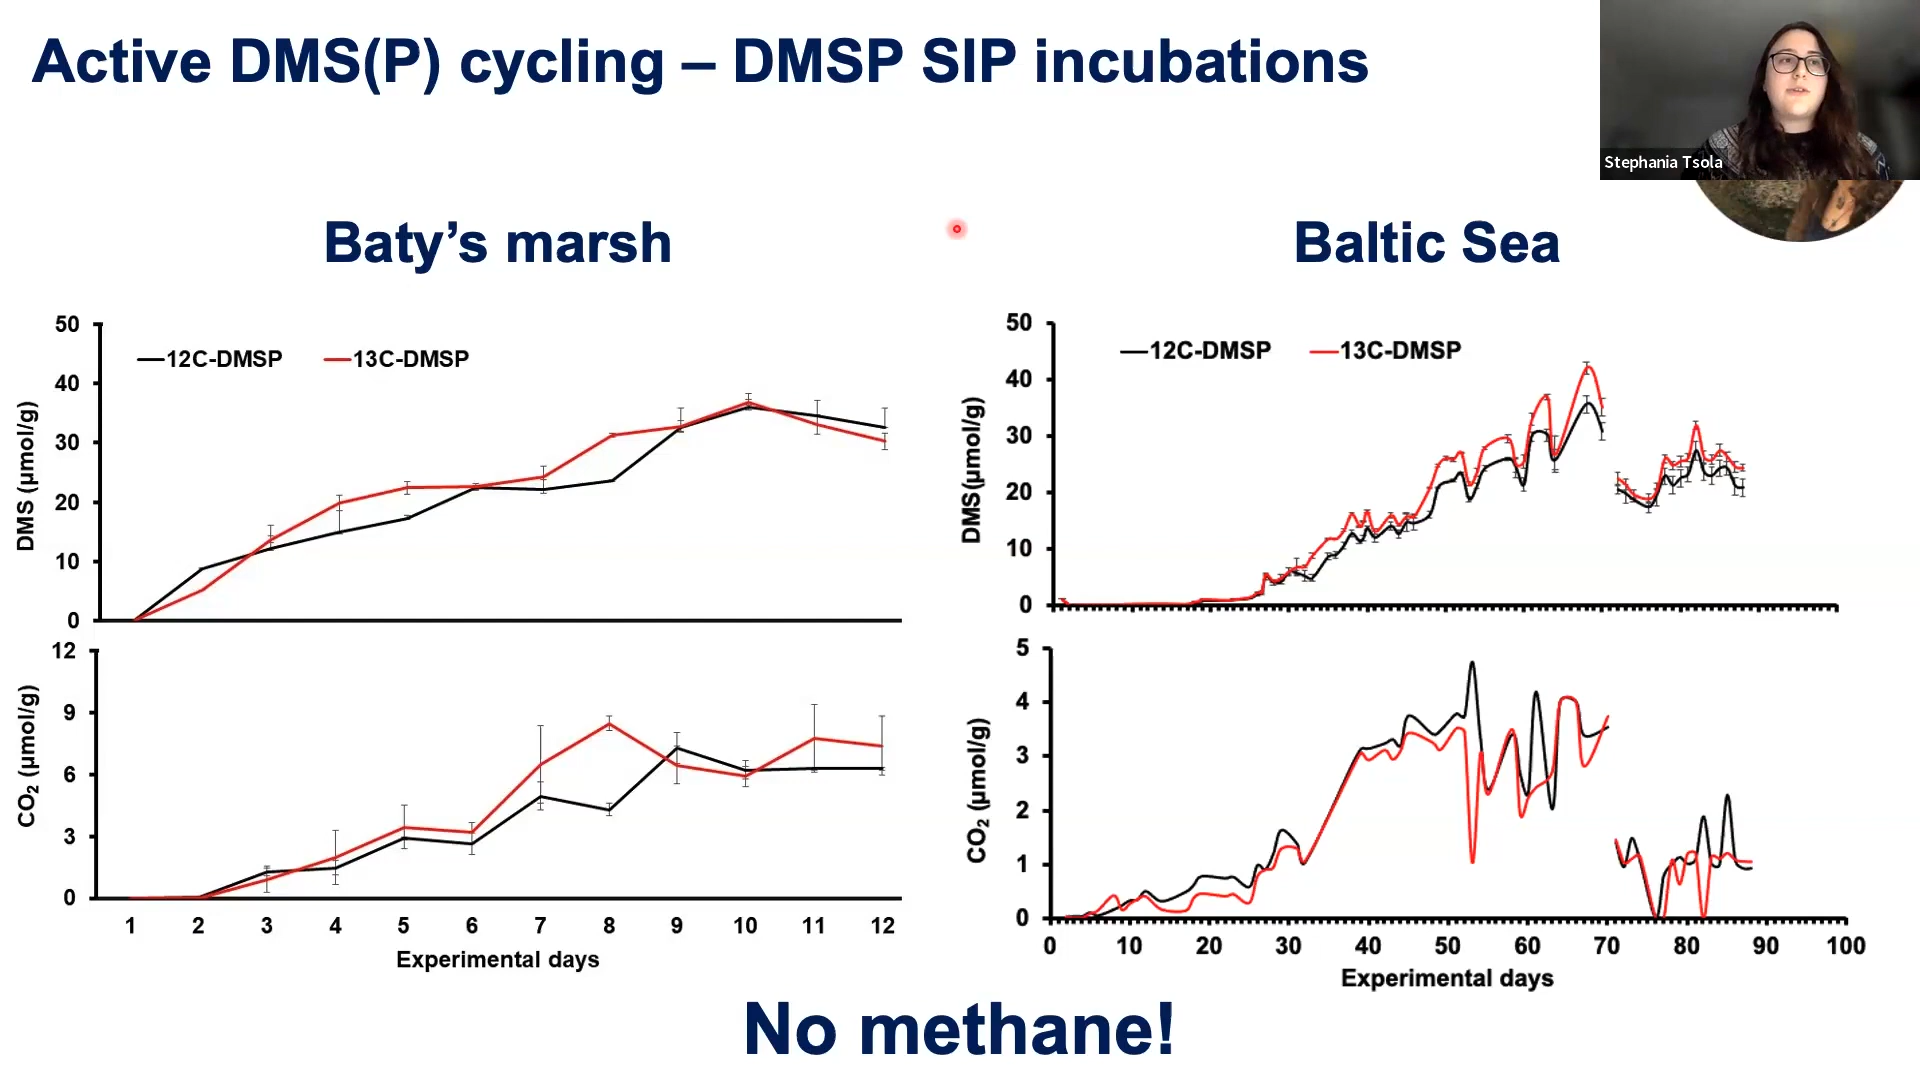 Active DMS(P) cycling – DMSP SIP incubations
Stephania Tsola
Baty's marsh
50
40
30
20
10
0
DMS (µmol/g)
12C-DMSP
13C-DMSP
12
9
6
3
0
CO₂ (µmol/g)
1 2 3 4 5 6 7 8 9 10 11 12
Experimental days
Baltic Sea
50
40
30
20
10
0
DMS(µmol/g)
12C-DMSP
13C-DMSP
5
4
3
2
1
0
CO₂ (µmol/g)
0 10 20 30 40 50 60 70 80 90 100
Experimental days
No methane!